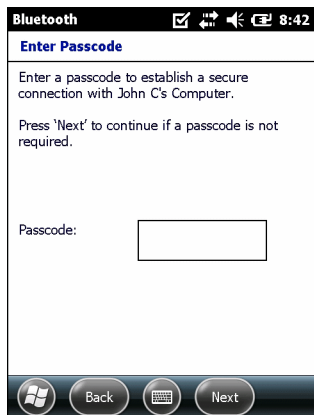 Bluetooth 8:42
Enter Passcode
Enter a passcode to establish a secure
connection with John C's Computer.
Press 'Next' to continue if a passcode is not
required.
Passcode:
Back Next